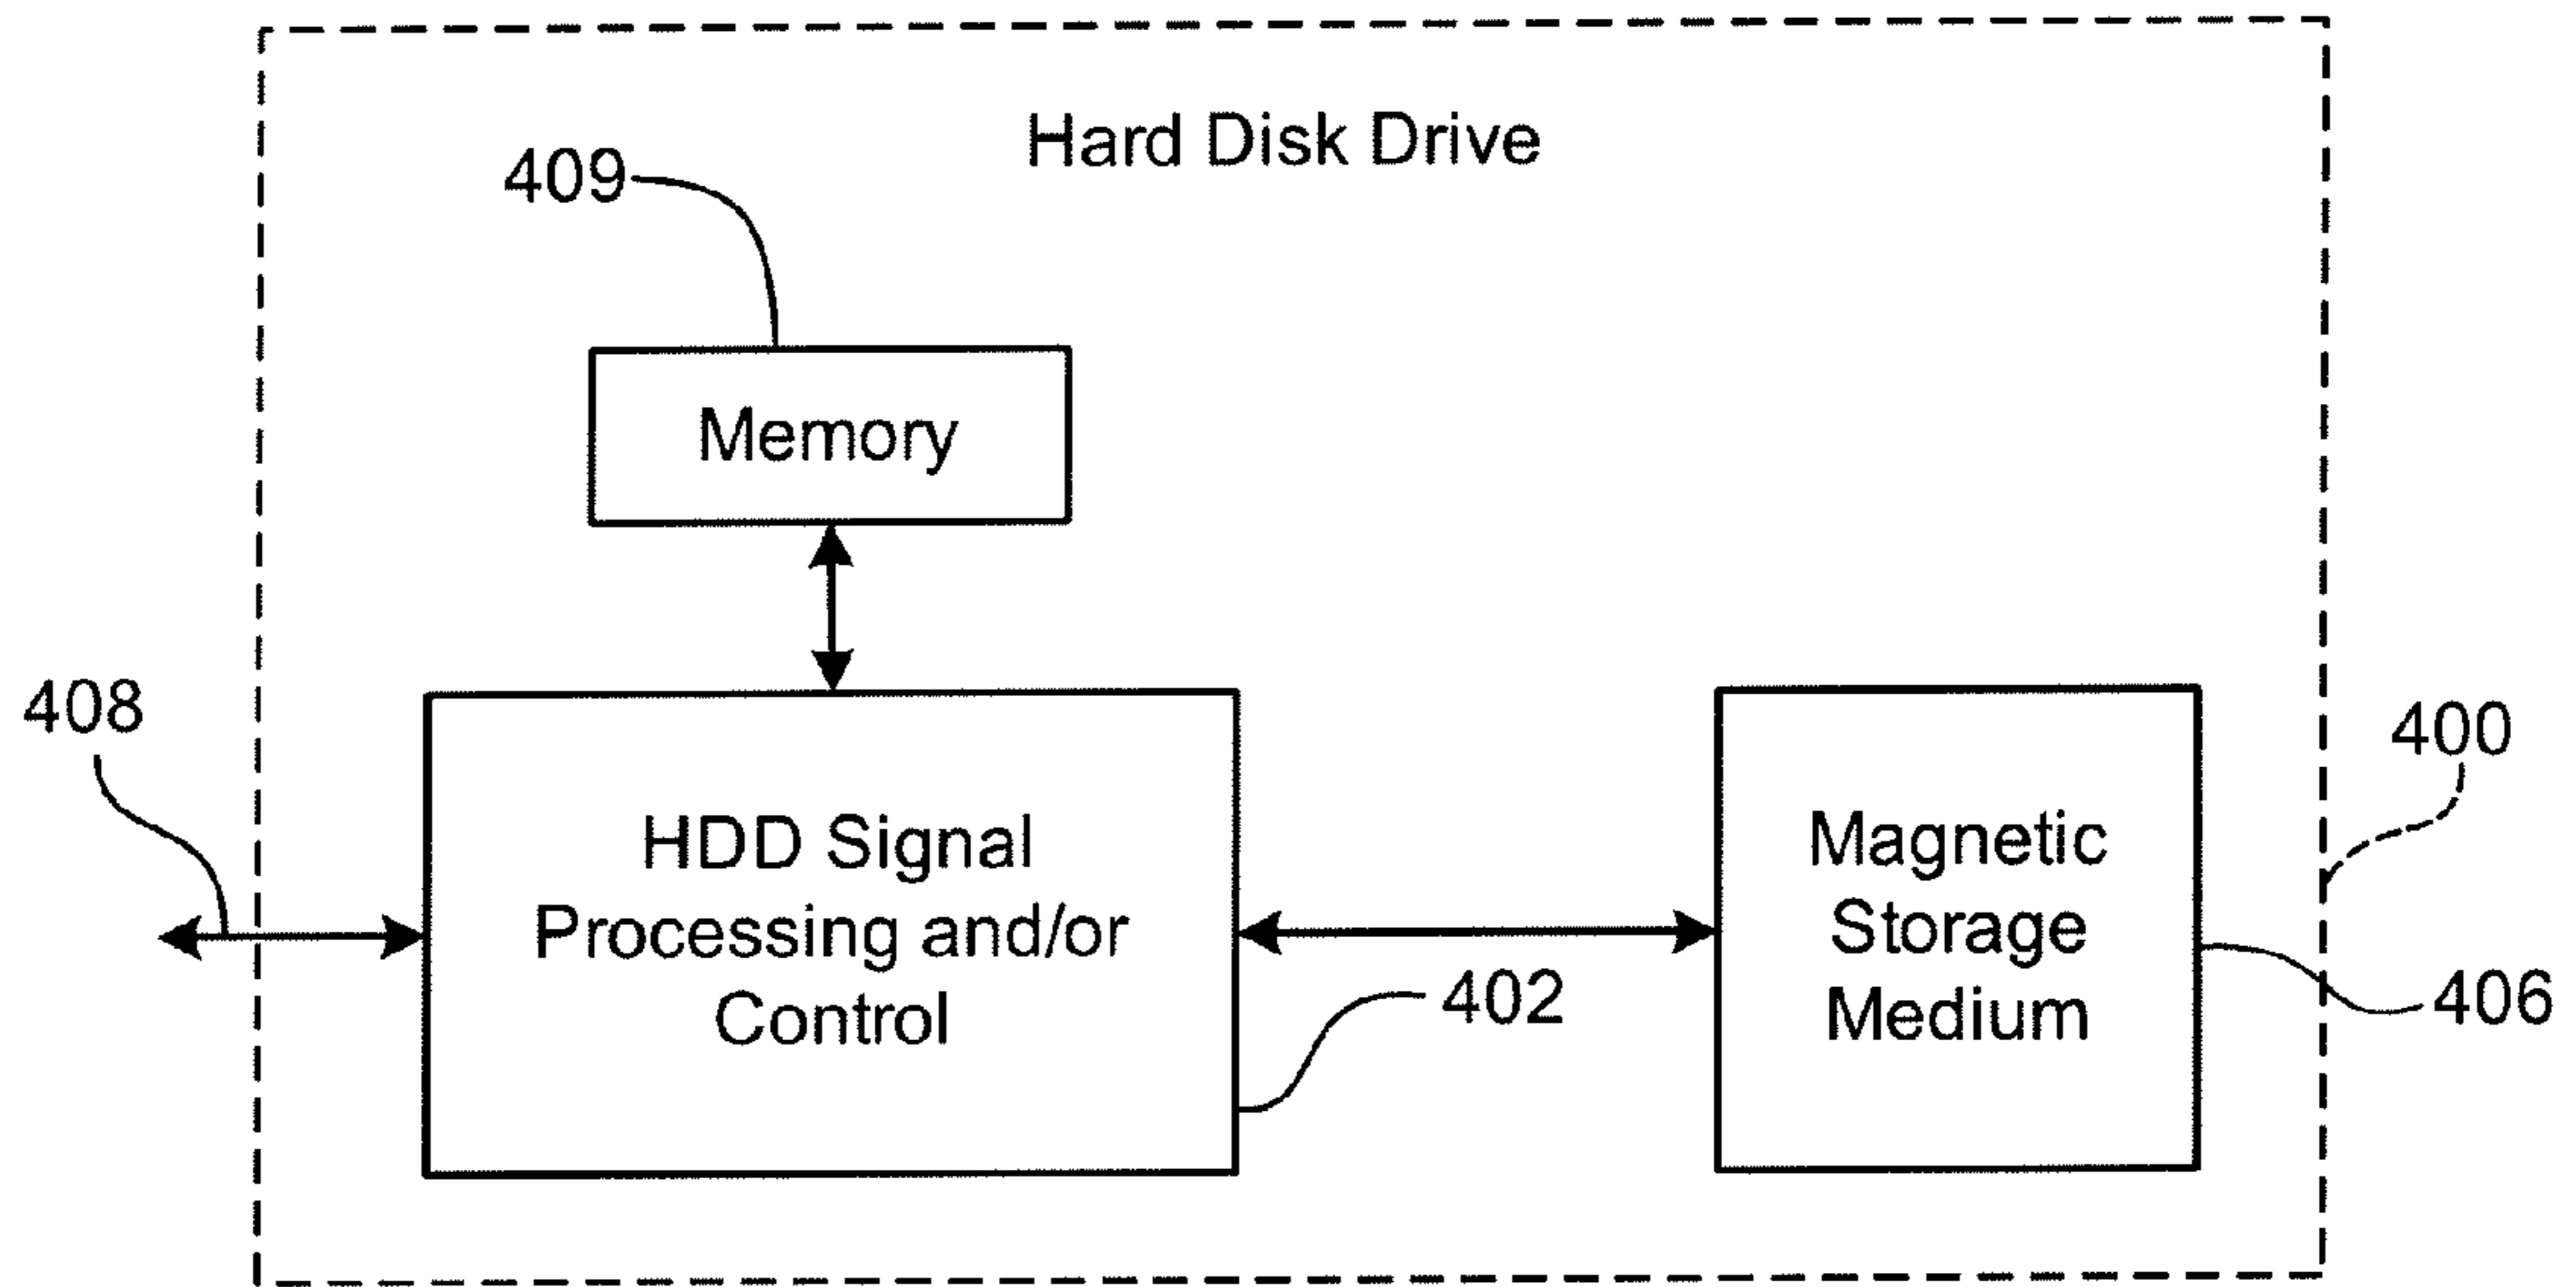 Hard Disk Drive
409
Memory
408
400
HDD Signal
Processing and/or
Control
Magnetic
Storage
Medium
402
406